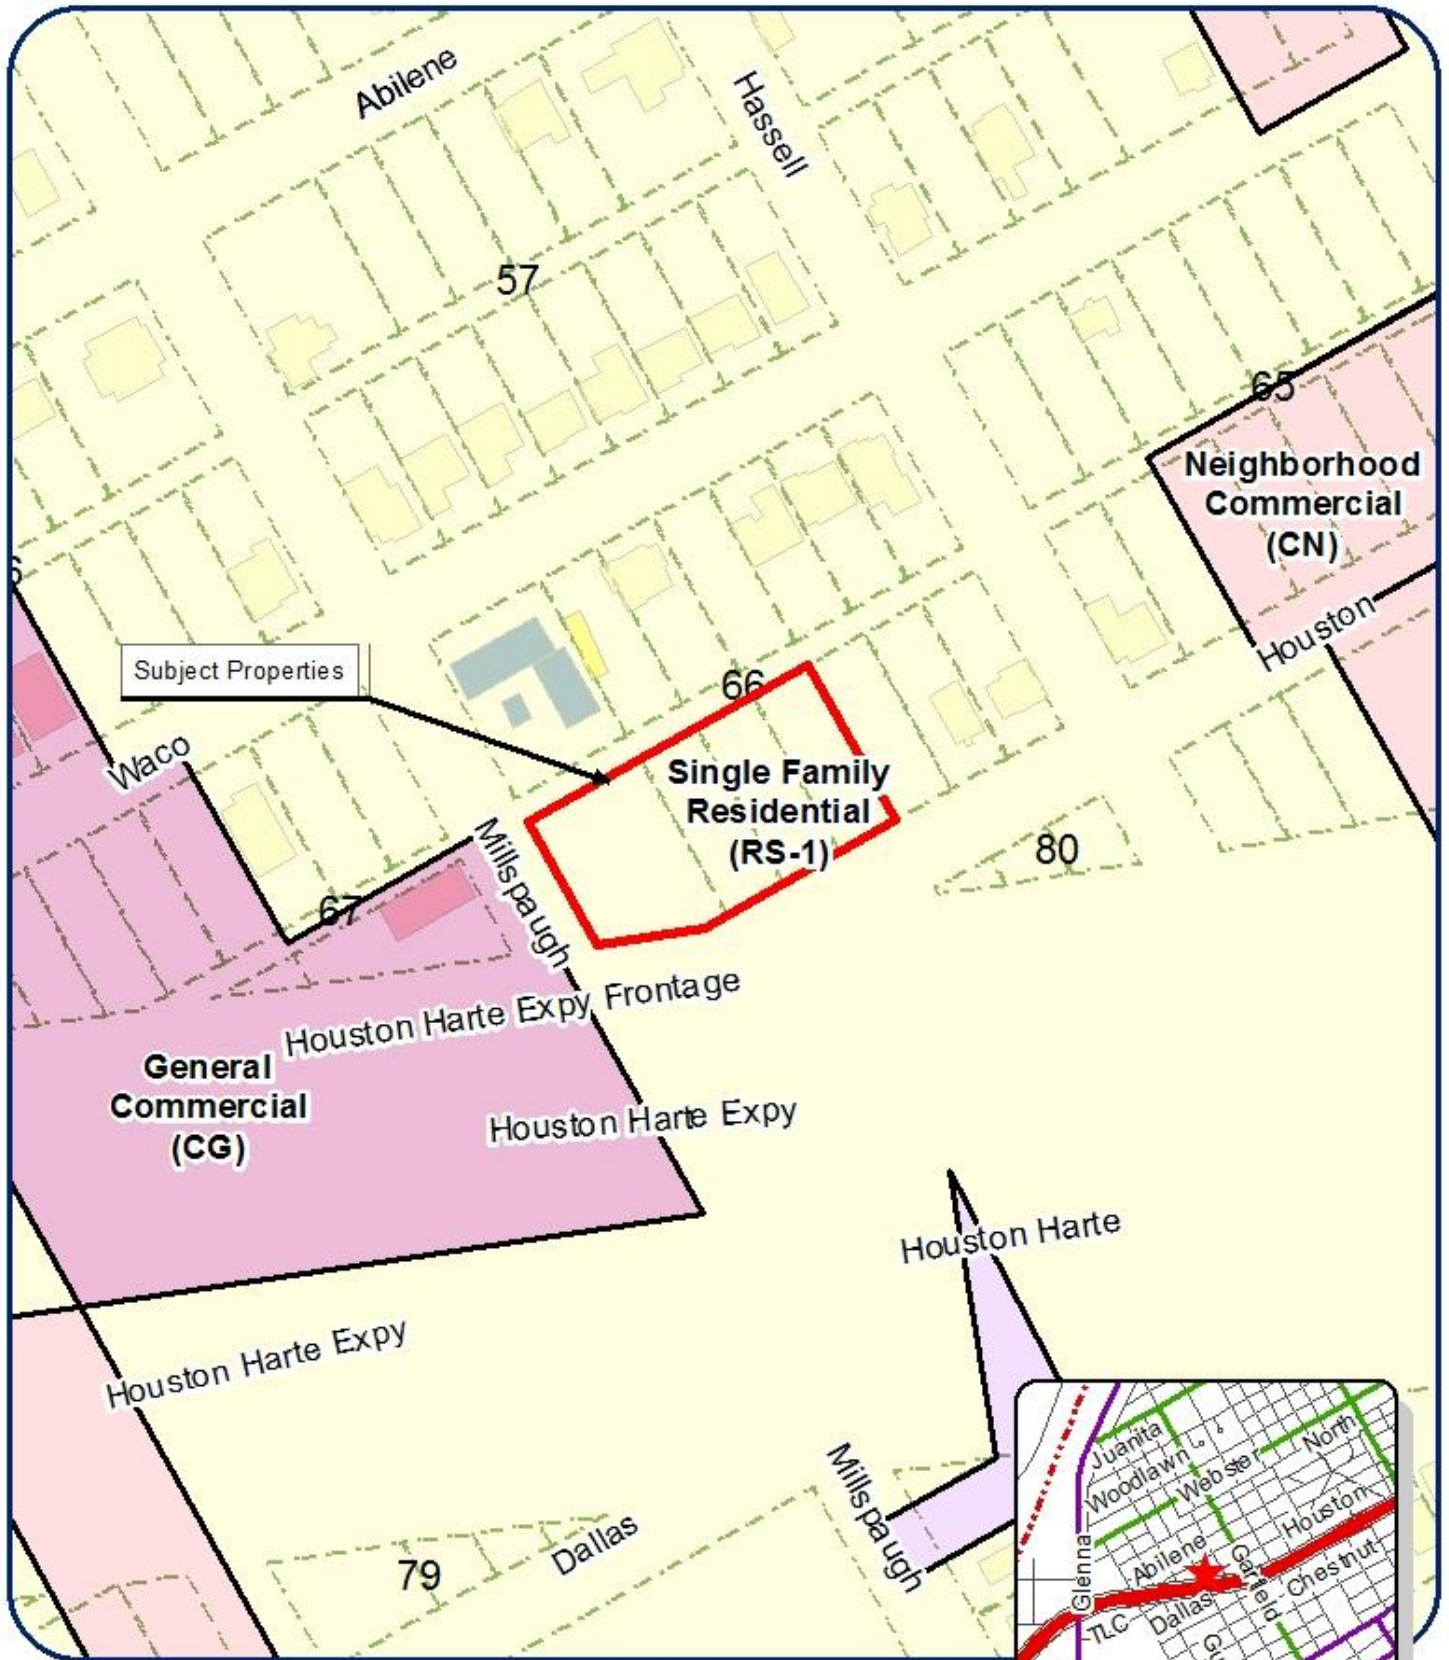 Abilene
Hassell
57
65
Neighborhood
Commercial
(CN)
Houston
Subject Properties
66
Waco
Single Family
Residential
(RS-1)
Millspaugh
80
67
Houston Harte Expy Frontage
General
Commercial
(CG)
Houston Harte Expy
Houston Harte
Houston Harte Expy
Millspaugh
Dallas
79
Juanita
Woodlawn
Webster
North
Houston
Abilene
Glenna
Garfield
Chestnut
Dallas
TLC